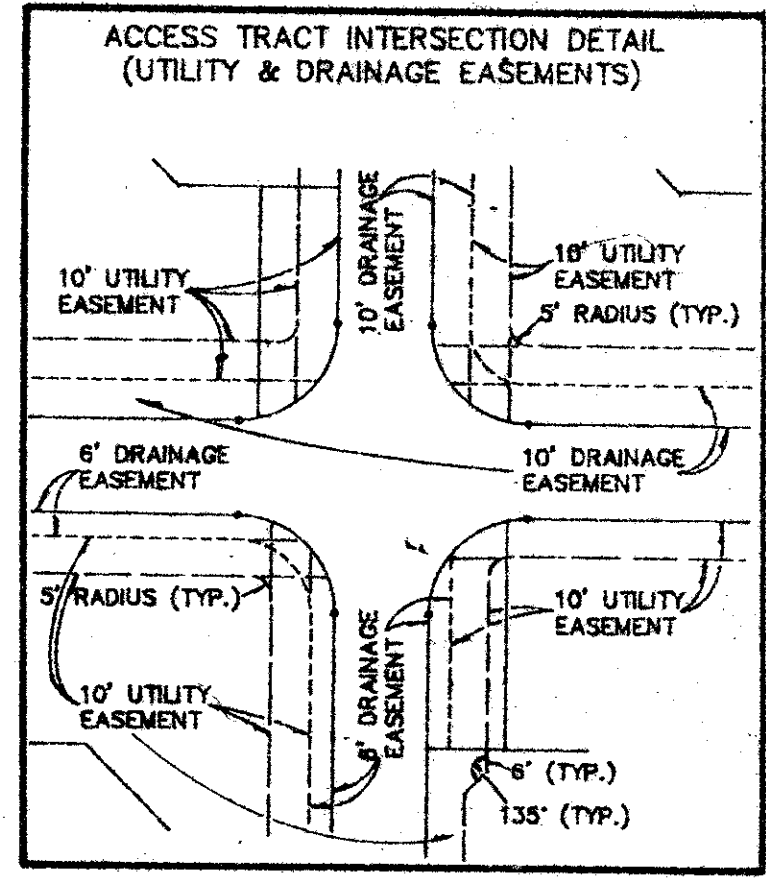 ACCESS TRACT INTERSECTION DETAIL
(UTILITY & DRAINAGE EASEMENTS)
10' DRAINAGE
EASEMENT
10' UTILITY
EASEMENT
10' UTILITY
EASEMENT
5' RADIUS (TYP.)
6' DRAINAGE
EASEMENT
10' DRAINAGE
EASEMENT
5' RADIUS (TYP.)
10' UTILITY
EASEMENT
10' UTILITY
EASEMENT
6' DRAINAGE
EASEMENT
6' (TYP.)
135° (TYP.)